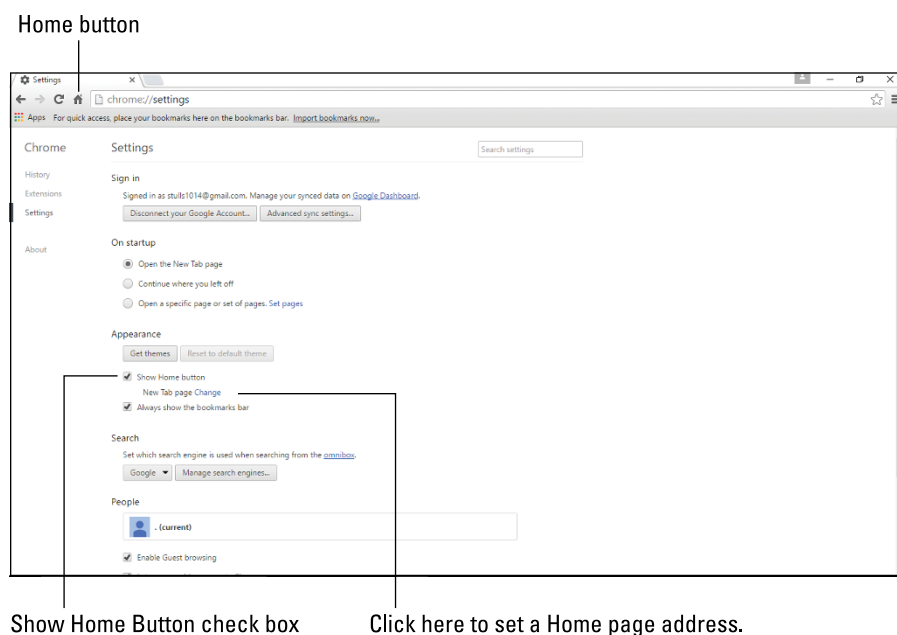 Home button
Settings
chrome://settings
Apps For quick access, place your bookmarks here on the bookmarks bar. Import bookmarks now...
Chrome
Settings
Search settings
History
Extensions
Settings
About
Sign in
Signed in as stulls1014@gmail.com. Manage your synced data on Google Dashboard.
Disconnect your Google Account... Advanced sync settings...
On startup
Open the New Tab page
Continue where you left off
Open a specific page or set of pages. Set pages
Appearance
Get themes Reset to default theme
Show Home button
New Tab page Change
Always show the bookmarks bar
Search
Set which search engine is used when searching from the omnibox.
Google Manage search engines...
People
. (current)
Enable Guest browsing
Show Home Button check box
Click here to set a Home page address.